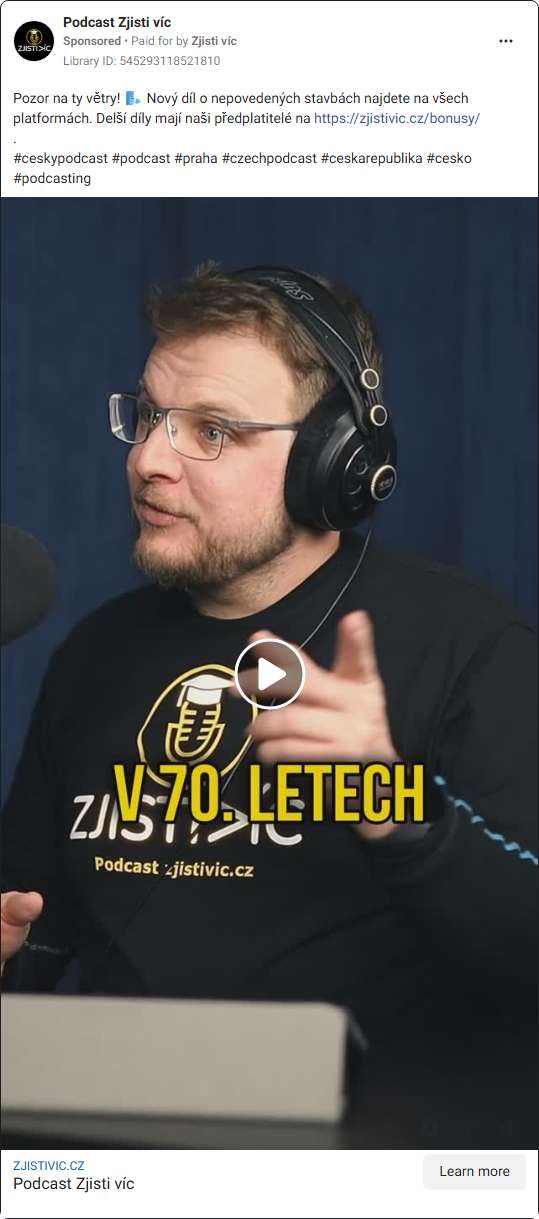 Podcast Zjisti víc
Sponsored • Paid for by Zjisti víc
Library ID: 545293118521810
Pozor na ty větry! 🌬️ Nový díl o nepovedených stavbách najdete na všech
platformách. Delší díly mají naši předplatitelé na https://zjistivic.cz/bonusy/
.
#ceskypodcast #podcast #praha #czechpodcast #ceskarepublika #cesko
#podcasting
ZJISTI>VÍC
V 70. LETECH
Podcast zjistivic.cz
ZJISTIVIC.CZ
Podcast Zjisti víc
Learn more